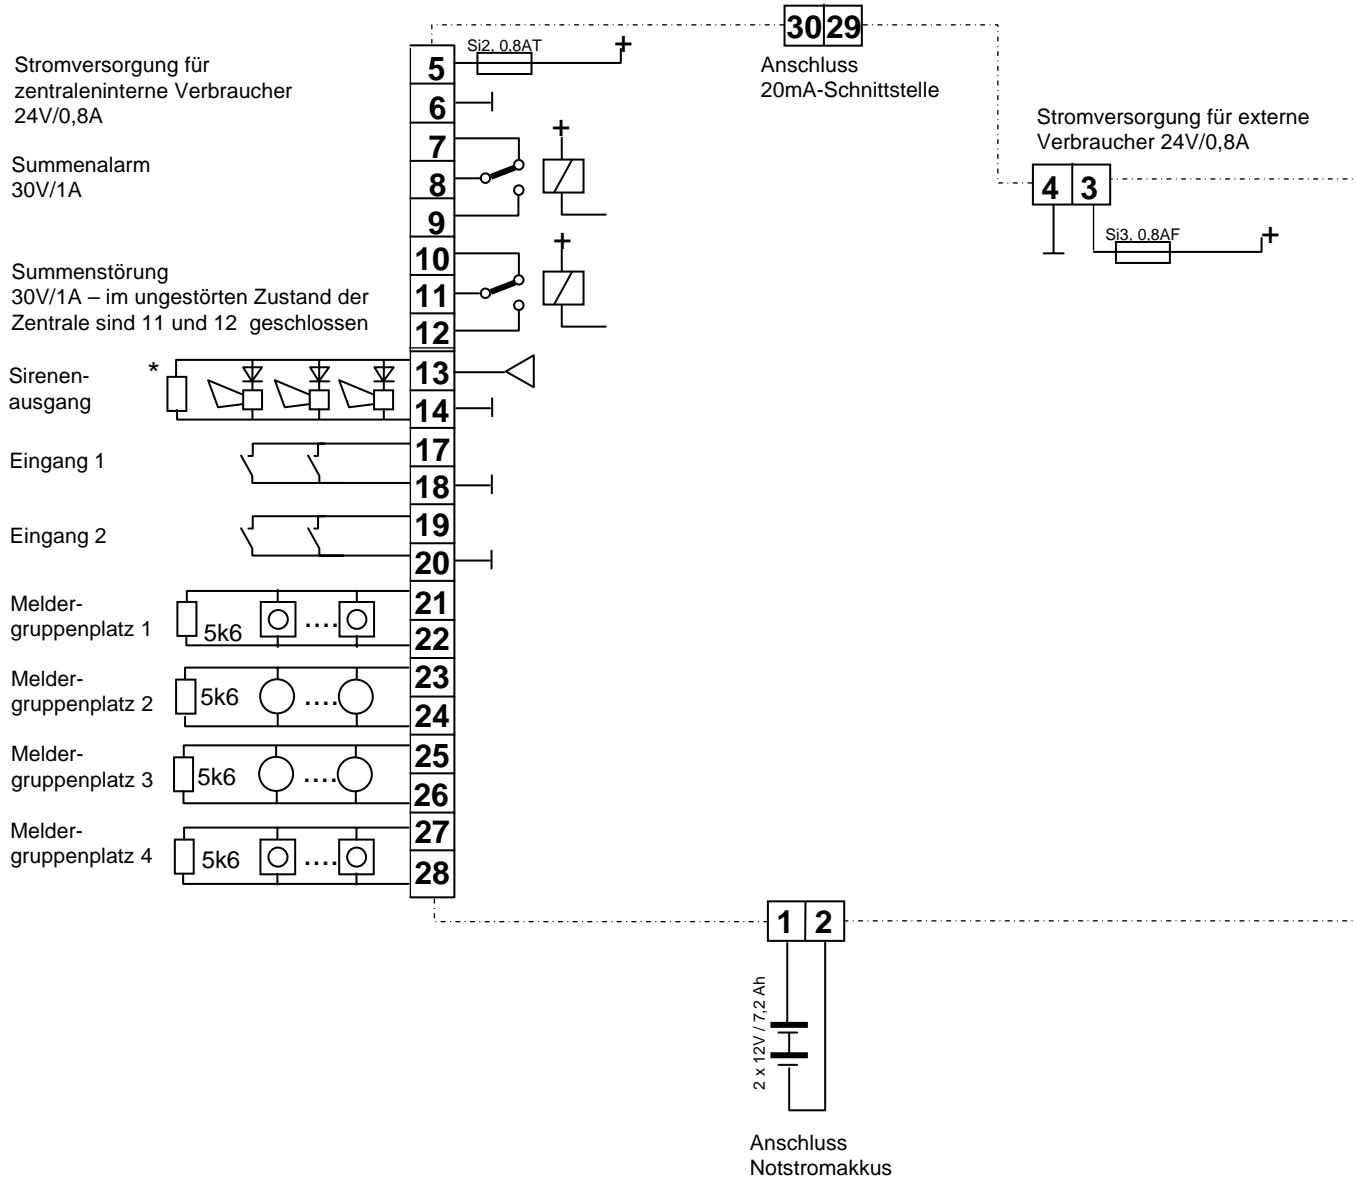 30 29
Anschluss
20mA-Schnittstelle
Stromversorgung für externe
Verbraucher 24V/0,8A
4 3
Si3, 0,8AF
+
Stromversorgung für
zentraleninterne Verbraucher
24V/0,8A
5
Si2, 0,8AT
+
6
Summenalarm
30V/1A
7
8
9
+
Summenstörung
30V/1A – im ungestörten Zustand der
Zentrale sind 11 und 12 geschlossen
10
11
12
+
Sirenen-
ausgang
*
13
14
Eingang 1
17
18
Eingang 2
19
20
Melder-
gruppenplatz 1
5k6
....
21
22
Melder-
gruppenplatz 2
5k6
....
23
24
Melder-
gruppenplatz 3
5k6
....
25
26
Melder-
gruppenplatz 4
5k6
....
27
28
1 2
2 x 12V / 7,2 Ah
Anschluss
Notstromakkus